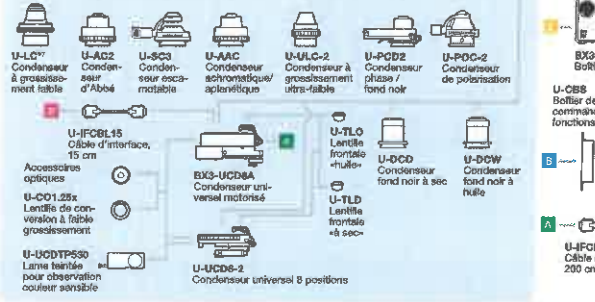 U-LC*⁷
Condenseur
à grossisse-
ment faible
U-AC2
Conden-
seur
d'Abbé
U-SC3
Conden-
seur esca-
motable
U-AAC
Condenseur
achromatique/
aplanétique
U-ULC-2
Condenseur à
grossissement
ultra-faible
U-PCD2
Condenseur
phase /
fond noir
U-POC-2
Condenseur
de polarisation
U-IFCBL15
Câble d'interface,
15 cm
Accessoires
optiques
U-CO1.25x
Lentille de con-
version à faible
grossissement
U-UCDTP530
Lame teintée
pour observation
couleur sensible
BX3-UCD8A
Condenseur uni-
versel motorisé
U-UCD8-2
Condenseur universel 8 positions
U-TLO
Lentille
frontale
«huile»
U-TLD
Lentille
frontale
«à sec»
U-DCD
Condenseur
fond noir à sec
U-DCW
Condenseur
fond noir à
huile
BX3
U-CBS
Boîtier de
commande
fonctions
B
A
Câble
200 cm